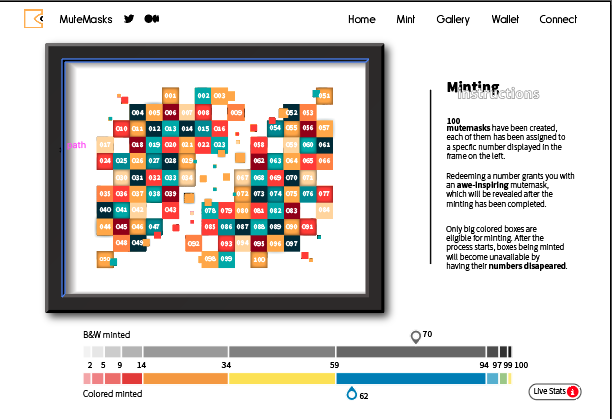 MuteMasks
Home Mint Gallery Wallet Connect
001 002 003 051
004 005 006 007 008 009 052 053
010 011 012 013 014 015 016 054 055 056 057
017 018 019 020 021 022 023 058 060 061
024 025 026 027 028 029 062 063 064 065 066
031 032 033 067 068 069 070
035 036 037 038 039 072 073 074 075 076 077
040 041 042 043 078 079 080 081 082 083
044 045 046 047 085 086 087 088 089 090 091
048 049 092 093 094 095 096 097
050 098 099 100
path
Minting
instructions
100
mutemasks have been created,
each of them has been assigned to
a specific number displayed in the
frame on the left.
Redeeming a number grants you with
an awe-inspiring mutemask,
which will be revealed after the
minting has been completed.
Only big colored boxes are
eligible for minting. After the
process starts, boxes being minted
will become unavailable by
having their numbers disapeared.
B&W minted
70
2 5 9 14 34 59 94 97 99 100
Colored minted
62
Live Stats